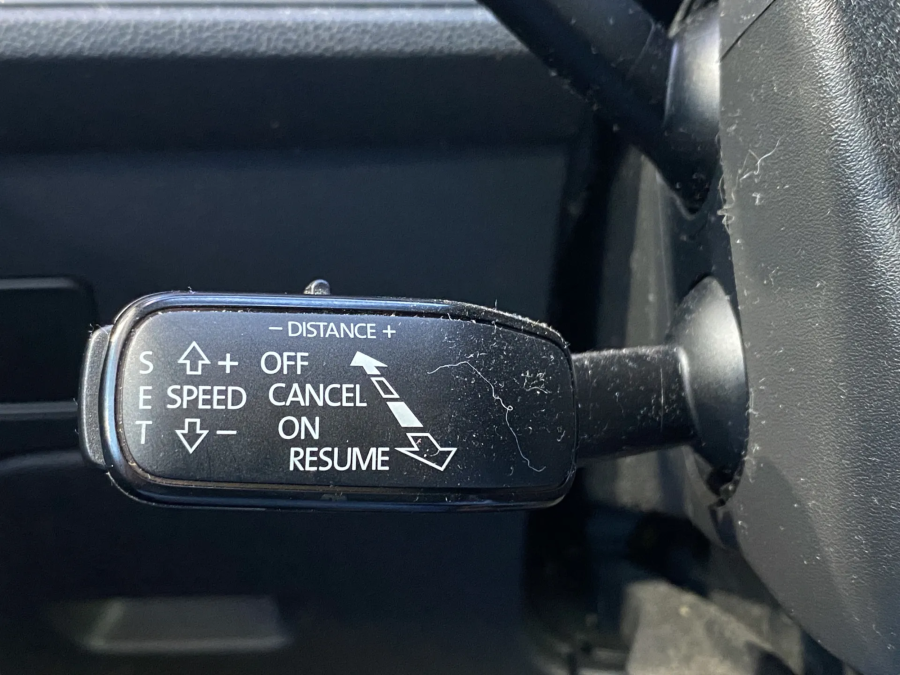 – DISTANCE +
S + OFF
E SPEED CANCEL
T – ON
RESUME